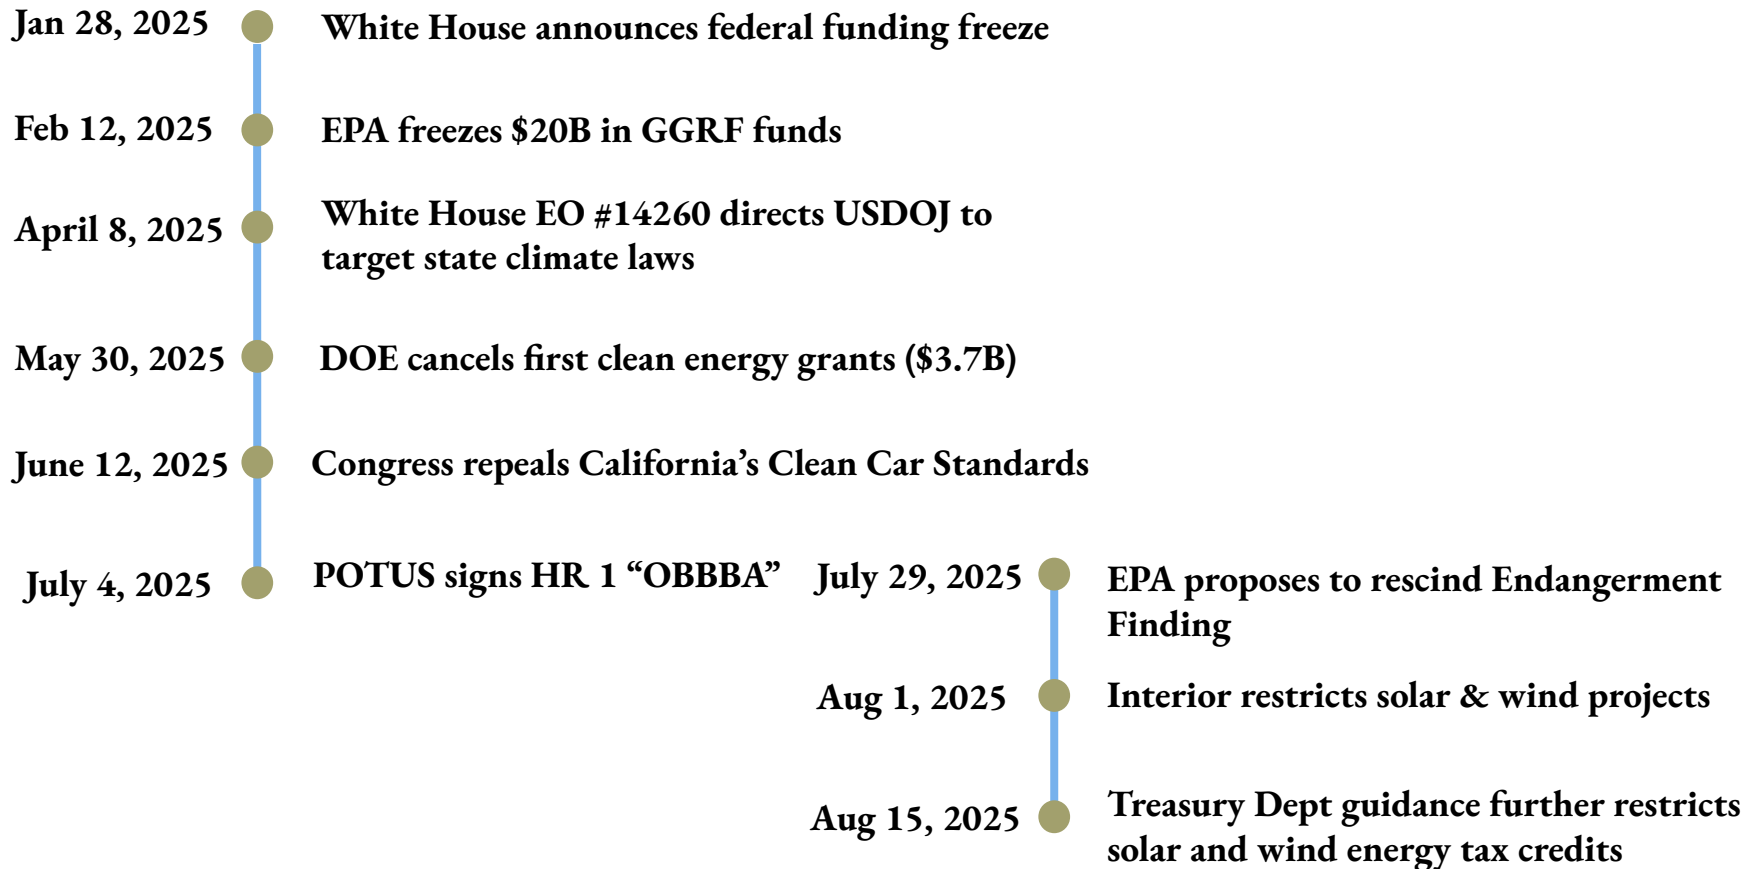 Jan 28, 2025
White House announces federal funding freeze
Feb 12, 2025
EPA freezes $20B in GGRF funds
April 8, 2025
White House EO #14260 directs USDOJ to
target state climate laws
May 30, 2025
DOE cancels first clean energy grants ($3.7B)
June 12, 2025
Congress repeals California’s Clean Car Standards
July 4, 2025
POTUS signs HR 1 “OBBBA”
July 29, 2025
EPA proposes to rescind Endangerment
Finding
Aug 1, 2025
Interior restricts solar & wind projects
Aug 15, 2025
Treasury Dept guidance further restricts
solar and wind energy tax credits